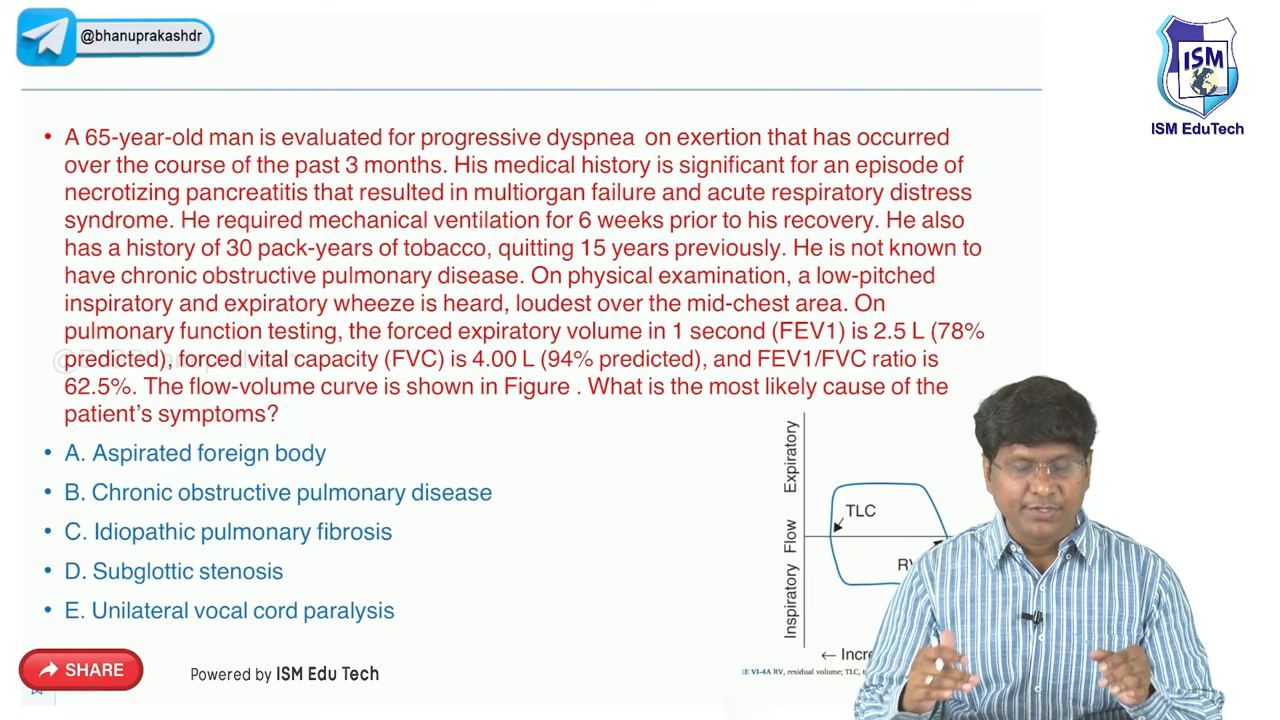 @bhanuprakashdr
ISM
ISM EduTech
• A 65-year-old man is evaluated for progressive dyspnea on exertion that has occurred
over the course of the past 3 months. His medical history is significant for an episode of
necrotizing pancreatitis that resulted in multiorgan failure and acute respiratory distress
syndrome. He required mechanical ventilation for 6 weeks prior to his recovery. He also
has a history of 30 pack-years of tobacco, quitting 15 years previously. He is not known to
have chronic obstructive pulmonary disease. On physical examination, a low-pitched
inspiratory and expiratory wheeze is heard, loudest over the mid-chest area. On
pulmonary function testing, the forced expiratory volume in 1 second (FEV1) is 2.5 L (78%
predicted), forced vital capacity (FVC) is 4.00 L (94% predicted), and FEV1/FVC ratio is
62.5%. The flow-volume curve is shown in Figure . What is the most likely cause of the
patient's symptoms?
• A. Aspirated foreign body
• B. Chronic obstructive pulmonary disease
• C. Idiopathic pulmonary fibrosis
• D. Subglottic stenosis
• E. Unilateral vocal cord paralysis
Expiratory
Flow
Inspiratory
TLC
← Incre
VI-4A RV, residual volume; TLC,
SHARE
Powered by ISM Edu Tech